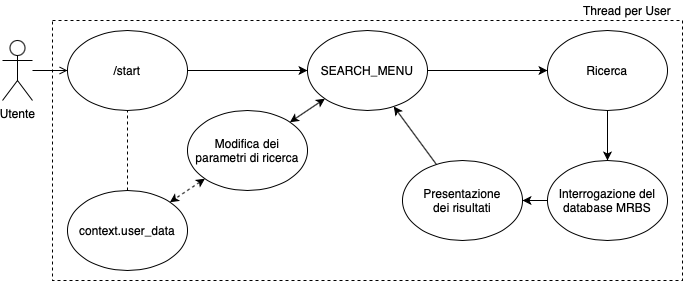 Thread per User
Utente
/start
SEARCH_MENU
Ricerca
Modifica dei
parametri di ricerca
context.user_data
Presentazione
dei risultati
Interrogazione del
database MRBS